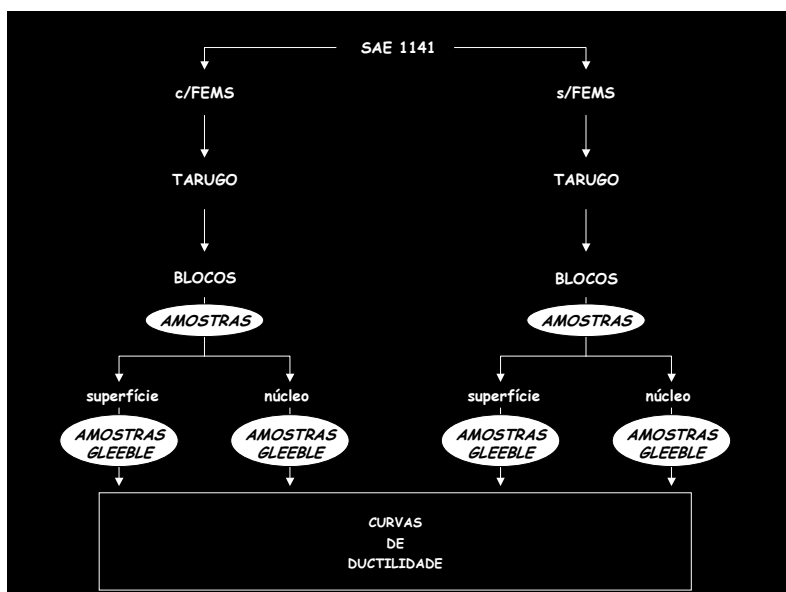 SAE 1141
c/FEMS
s/FEMS
TARUGO
TARUGO
BLOCOS
BLOCOS
AMOSTRAS
AMOSTRAS
superfície
núcleo
superfície
núcleo
AMOSTRAS
GLEEBLE
AMOSTRAS
GLEEBLE
AMOSTRAS
GLEEBLE
AMOSTRAS
GLEEBLE
CURVAS
DE
DUCTILIDADE